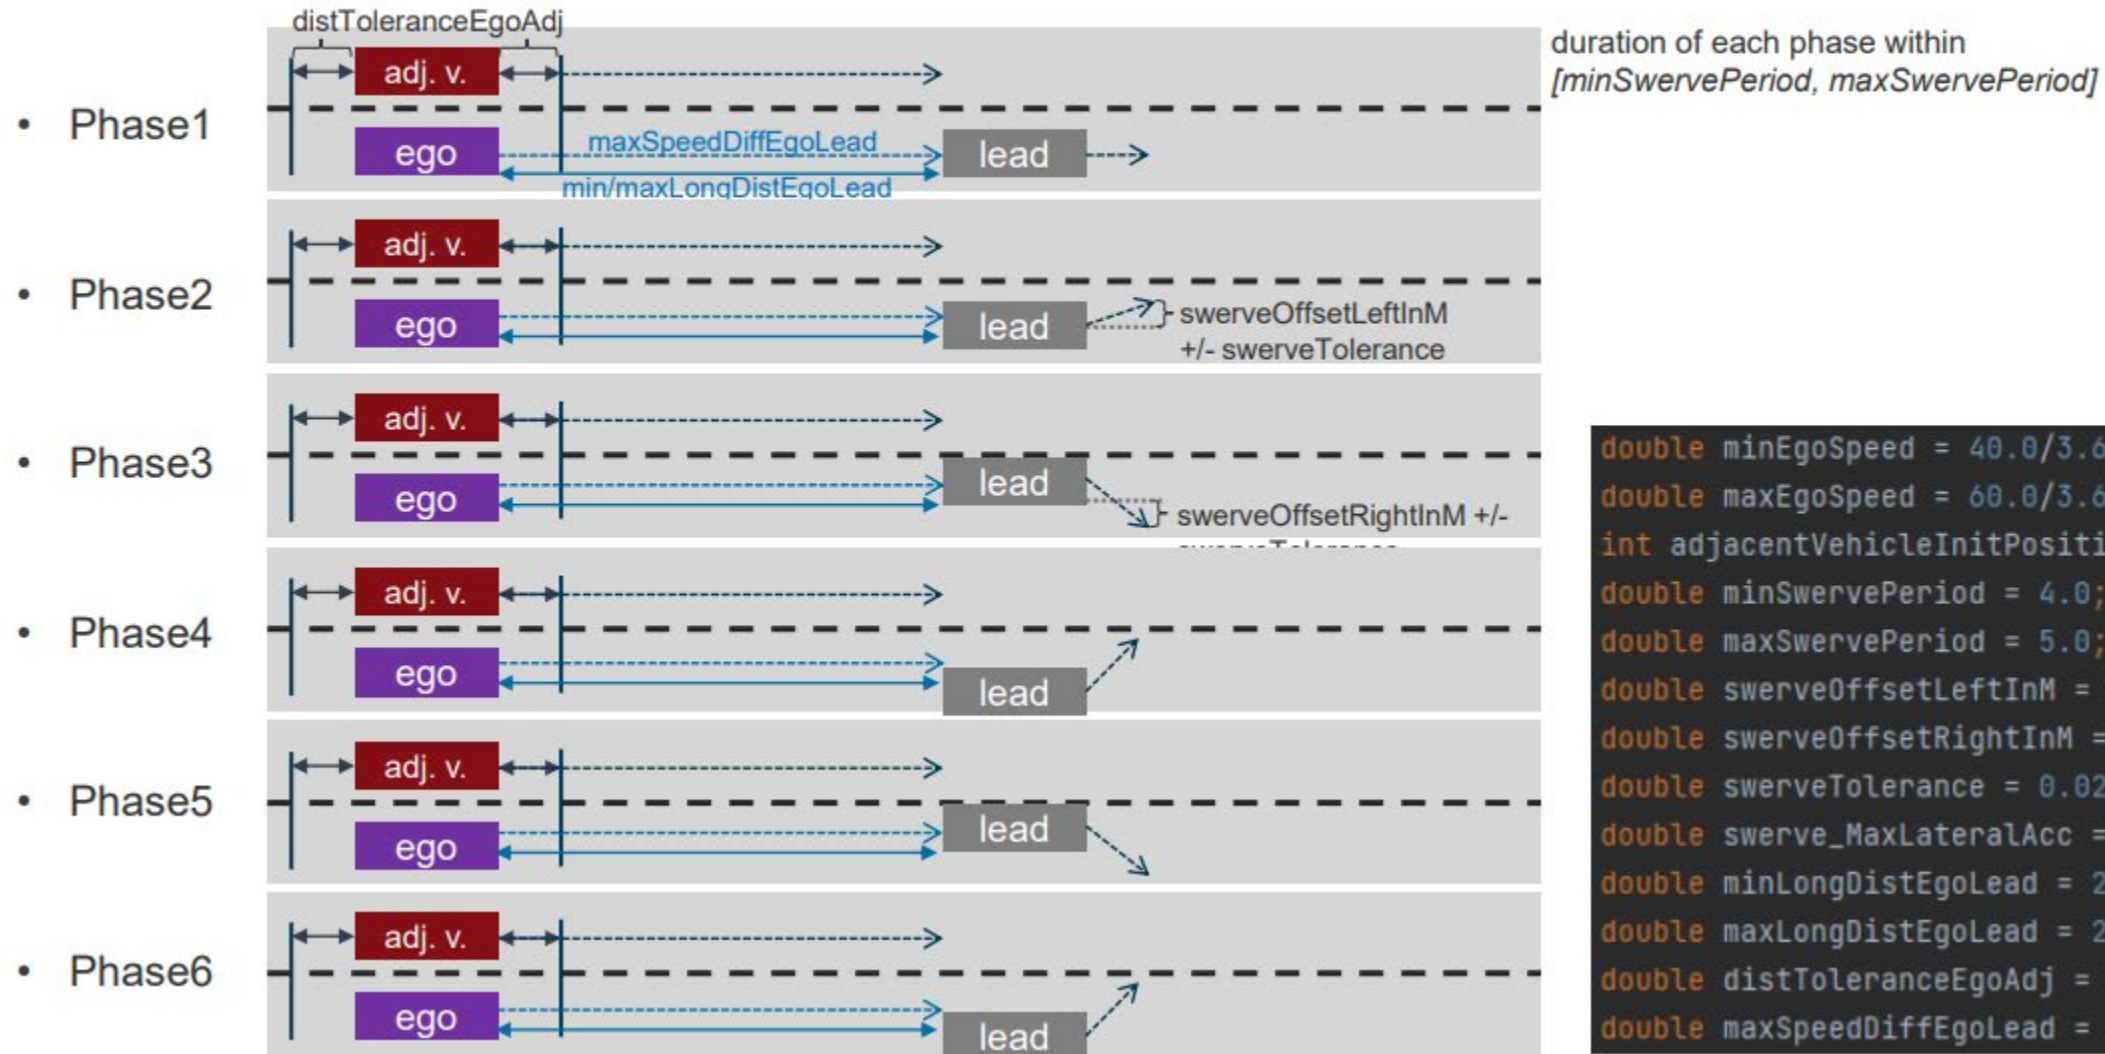 distToleranceEgoAdj
duration of each phase within
[minSwervePeriod, maxSwervePeriod]
• Phase1
adj. v.
ego
maxSpeedDiffEgoLead
lead
min/maxLongDistEgoLead
• Phase2
adj. v.
ego
lead
swerveOffsetLeftInM
+/- swerveTolerance
• Phase3
adj. v.
ego
lead
swerveOffsetRightInM +/-
• Phase4
adj. v.
ego
lead
• Phase5
adj. v.
ego
lead
• Phase6
adj. v.
ego
lead
double minEgoSpeed = 40.0/3.6
double maxEgoSpeed = 60.0/3.6
int adjacentVehicleInitPositi
double minSwervePeriod = 4.0;
double maxSwervePeriod = 5.0;
double swerveOffsetLeftInM =
double swerveOffsetRightInM =
double swerveTolerance = 0.02
double swerve_MaxLateralAcc =
double minLongDistEgoLead = 2
double maxLongDistEgoLead = 2
double distToleranceEgoAdj =
double maxSpeedDiffEgoLead =